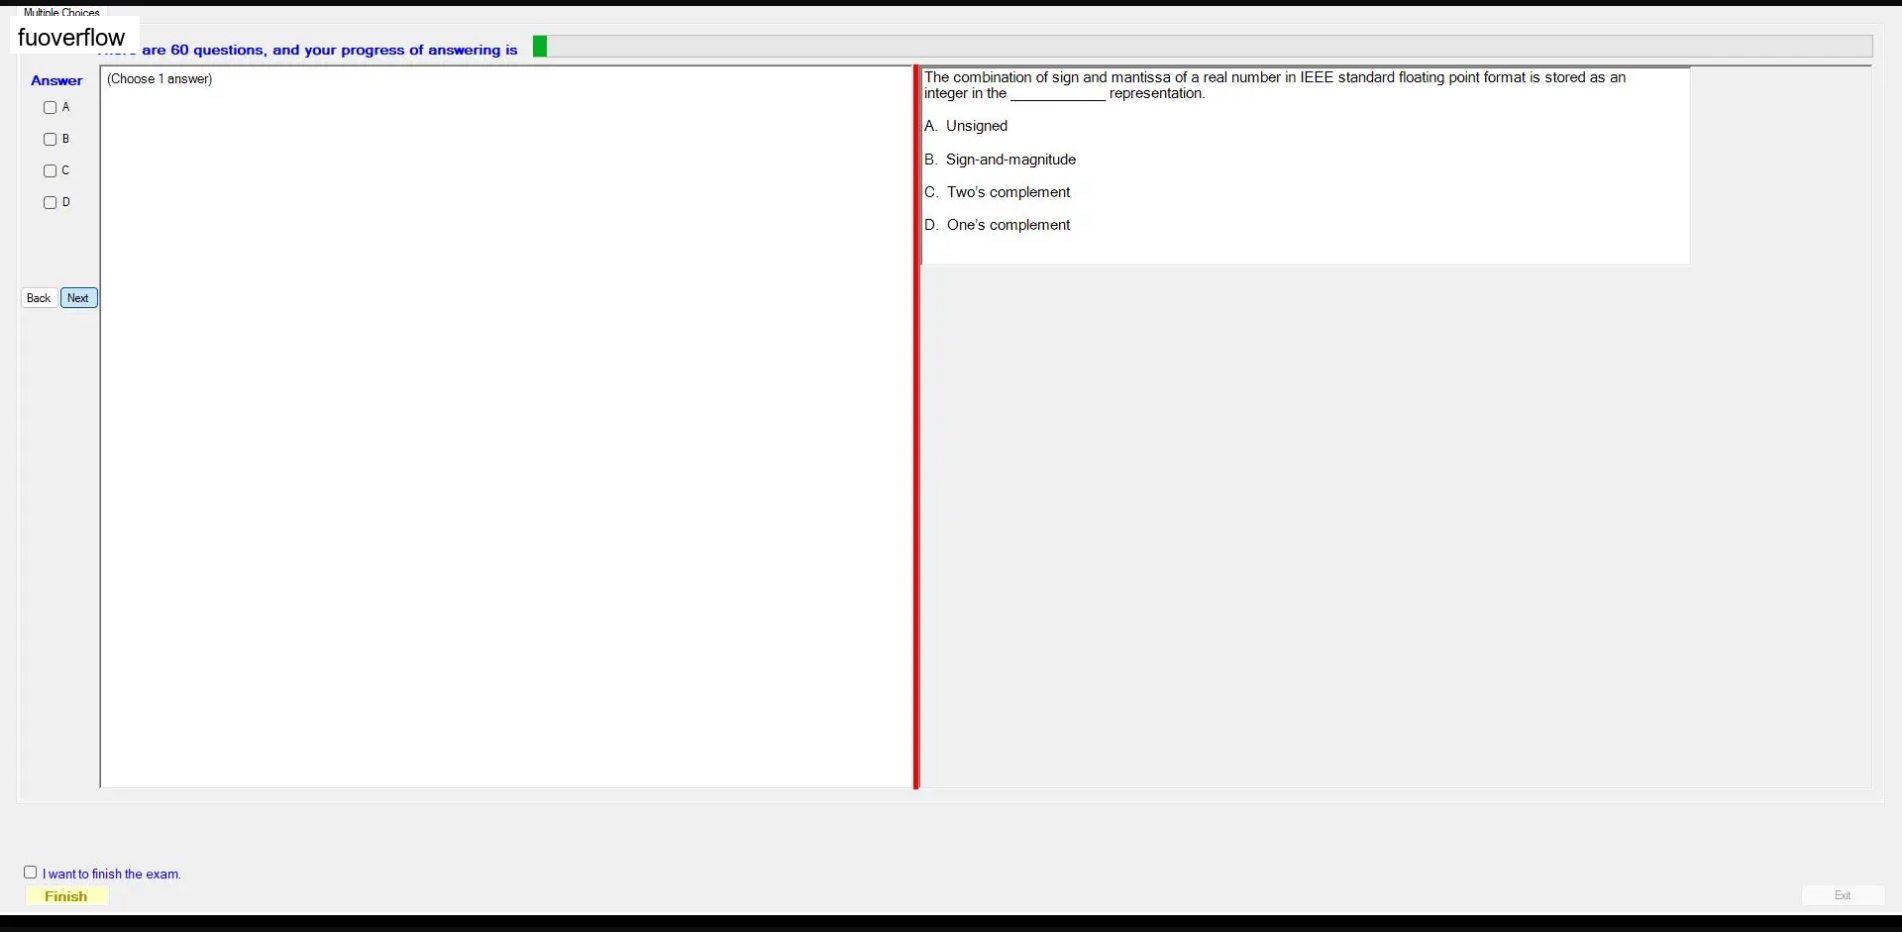 Multiple Choices
fuoverflow
are 60 questions, and your progress of answering is
Answer
(Choose 1 answer)
A
B
C
D
Back
Next
The combination of sign and mantissa of a real number in IEEE standard floating point format is stored as an
integer in the ____________ representation.
A. Unsigned
B. Sign-and-magnitude
C. Two's complement
D. One's complement
I want to finish the exam.
Finish
Exit